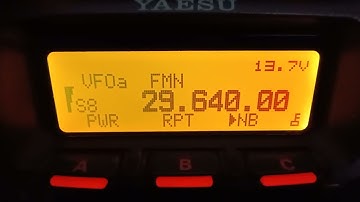 YAESU
13.7V
VFOa FMN
S8 29.640.00
PWR RPT ▶NB
A B C